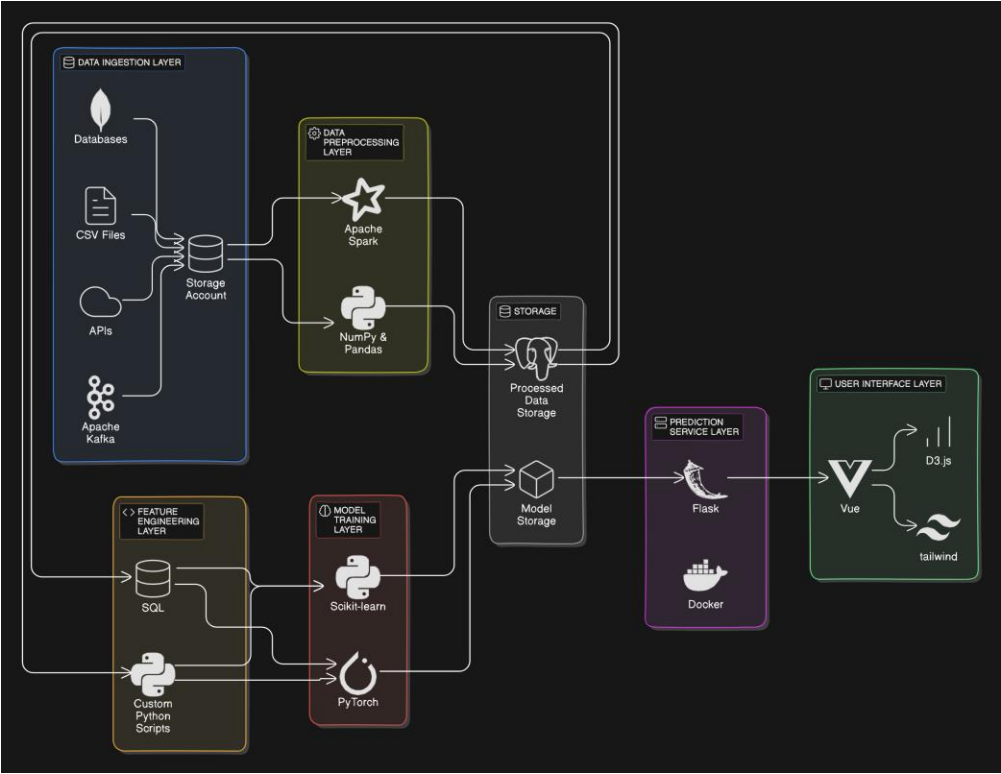 DATA INGESTION LAYER
Databases
CSV Files
APIs
Apache
Kafka
Storage
Account
DATA
PREPROCESSING
LAYER
Apache
Spark
NumPy &
Pandas
STORAGE
Processed
Data
Storage
Model
Storage
FEATURE
ENGINEERING
LAYER
SQL
Custom
Python
Scripts
MODEL
TRAINING
LAYER
Scikit-learn
PyTorch
PREDICTION
SERVICE LAYER
Flask
Docker
USER INTERFACE LAYER
D3.js
Vue
tailwind